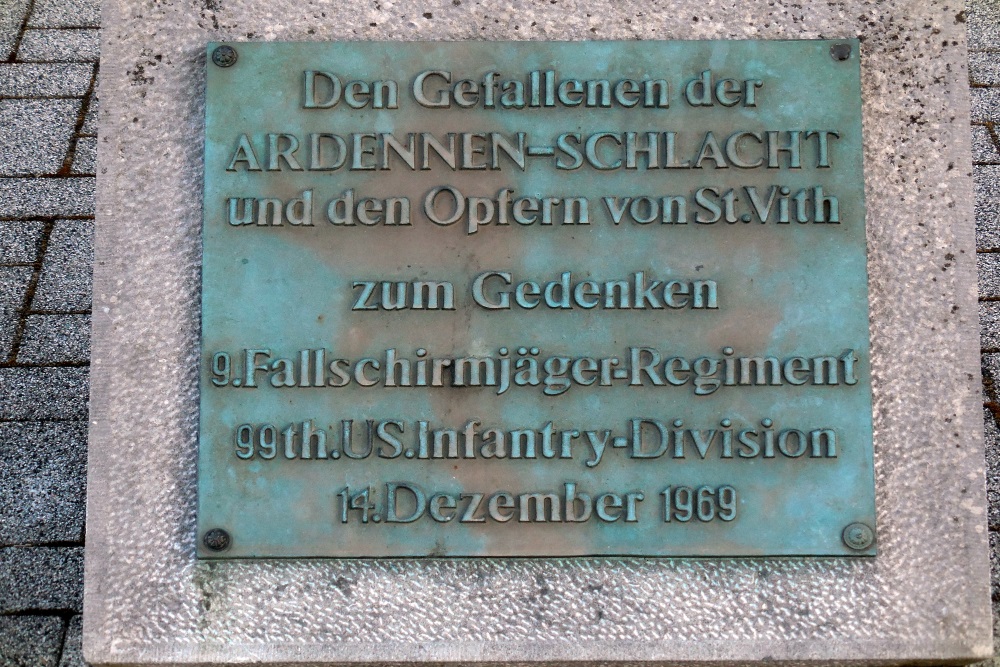 Den Gefallenen der
ARDENNEN-SCHLACHT
und den Opfern von St.Vith
zum Gedenken
9.Fallschirmjäger-Regiment
99th.US.Infantry-Division
14.Dezember 1969